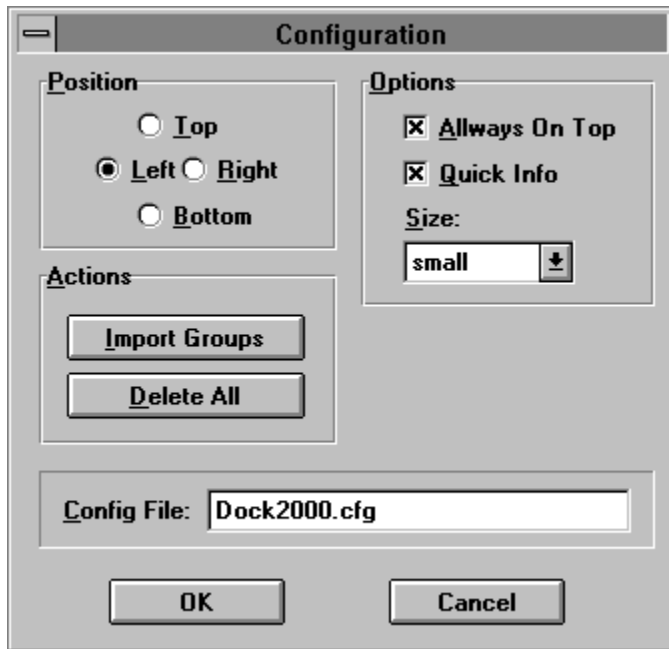 Configuration
Position
Top
Left Right
Bottom
Options
Allways On Top
Quick Info
Size:
small
Actions
Import Groups
Delete All
Config File: Dock2000.cfg
OK Cancel